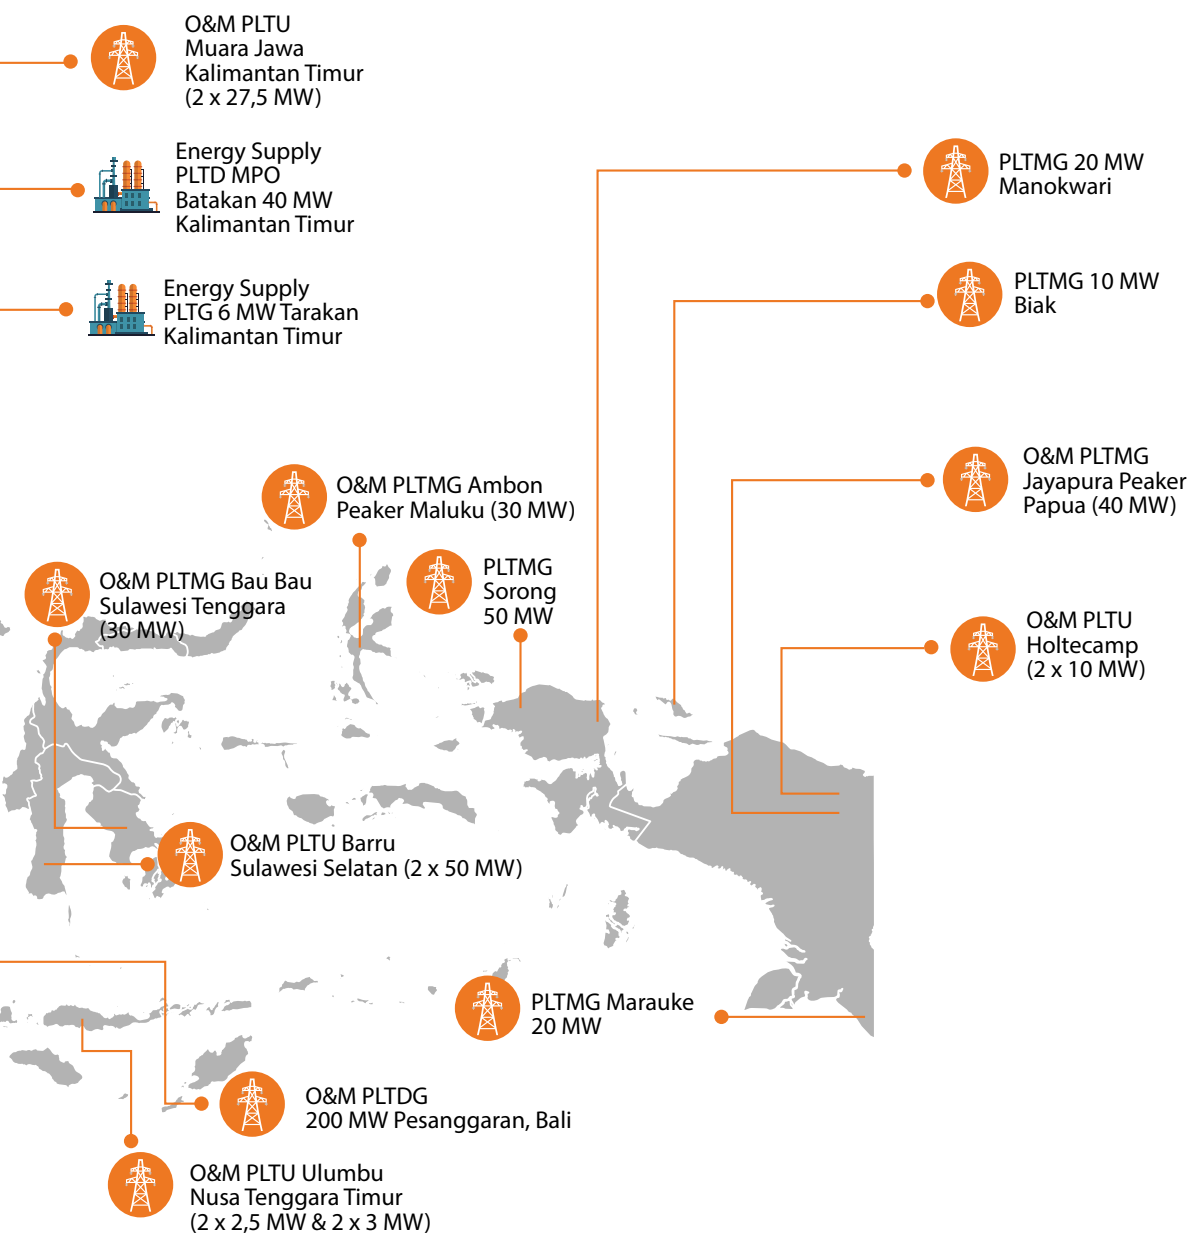 O&M PLTU
Muara Jawa
Kalimantan Timur
(2 x 27,5 MW)
Energy Supply
PLTD MPO
Batakan 40 MW
Kalimantan Timur
Energy Supply
PLTG 6 MW Tarakan
Kalimantan Timur
PLTMG 20 MW
Manokwari
PLTMG 10 MW
Biak
O&M PLTMG
Jayapura Peaker
Papua (40 MW)
O&M PLTMG Ambon
Peaker Maluku (30 MW)
PLTMG
Sorong
50 MW
O&M PLTMG Bau Bau
Sulawesi Tenggara
(30 MW)
O&M PLTU
Holtecamp
(2 x 10 MW)
O&M PLTU Barru
Sulawesi Selatan (2 x 50 MW)
PLTMG Marauke
20 MW
O&M PLTDG
200 MW Pesanggaran, Bali
O&M PLTU Ulumbu
Nusa Tenggara Timur
(2 x 2,5 MW & 2 x 3 MW)